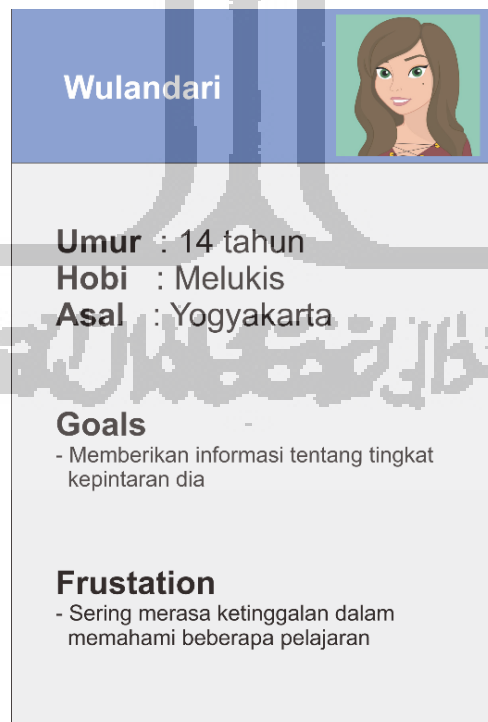 Wulandari
Umur : 14 tahun
Hobi : Melukis
Asal : Yogyakarta
Goals
- Memberikan informasi tentang tingkat
kepintaran dia
Frustation
- Sering merasa ketinggalan dalam
memahami beberapa pelajaran